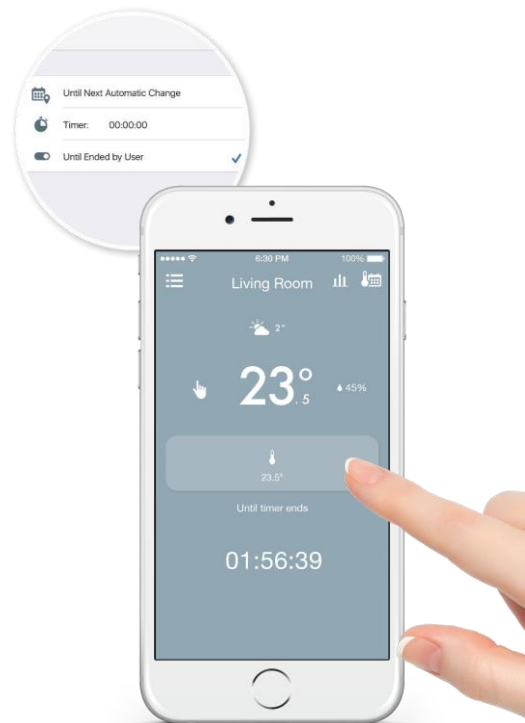 Until Next Automatic Change
Timer: 00:00:00
Until Ended by User
6:30 PM 100%
Living Room
2°
23.5°
45%
23.5°
Until timer ends
01:56:39